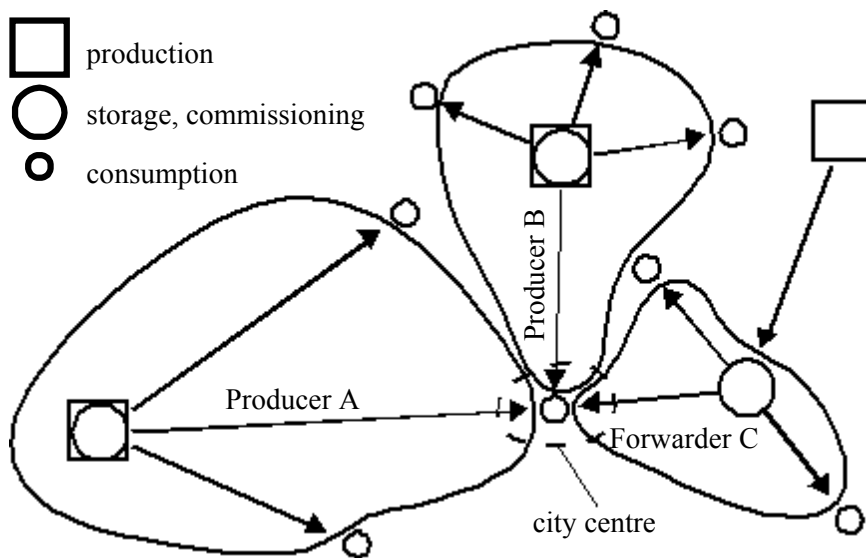 production
storage, commissioning
consumption
Producer B
Producer A
Forwarder C
city centre